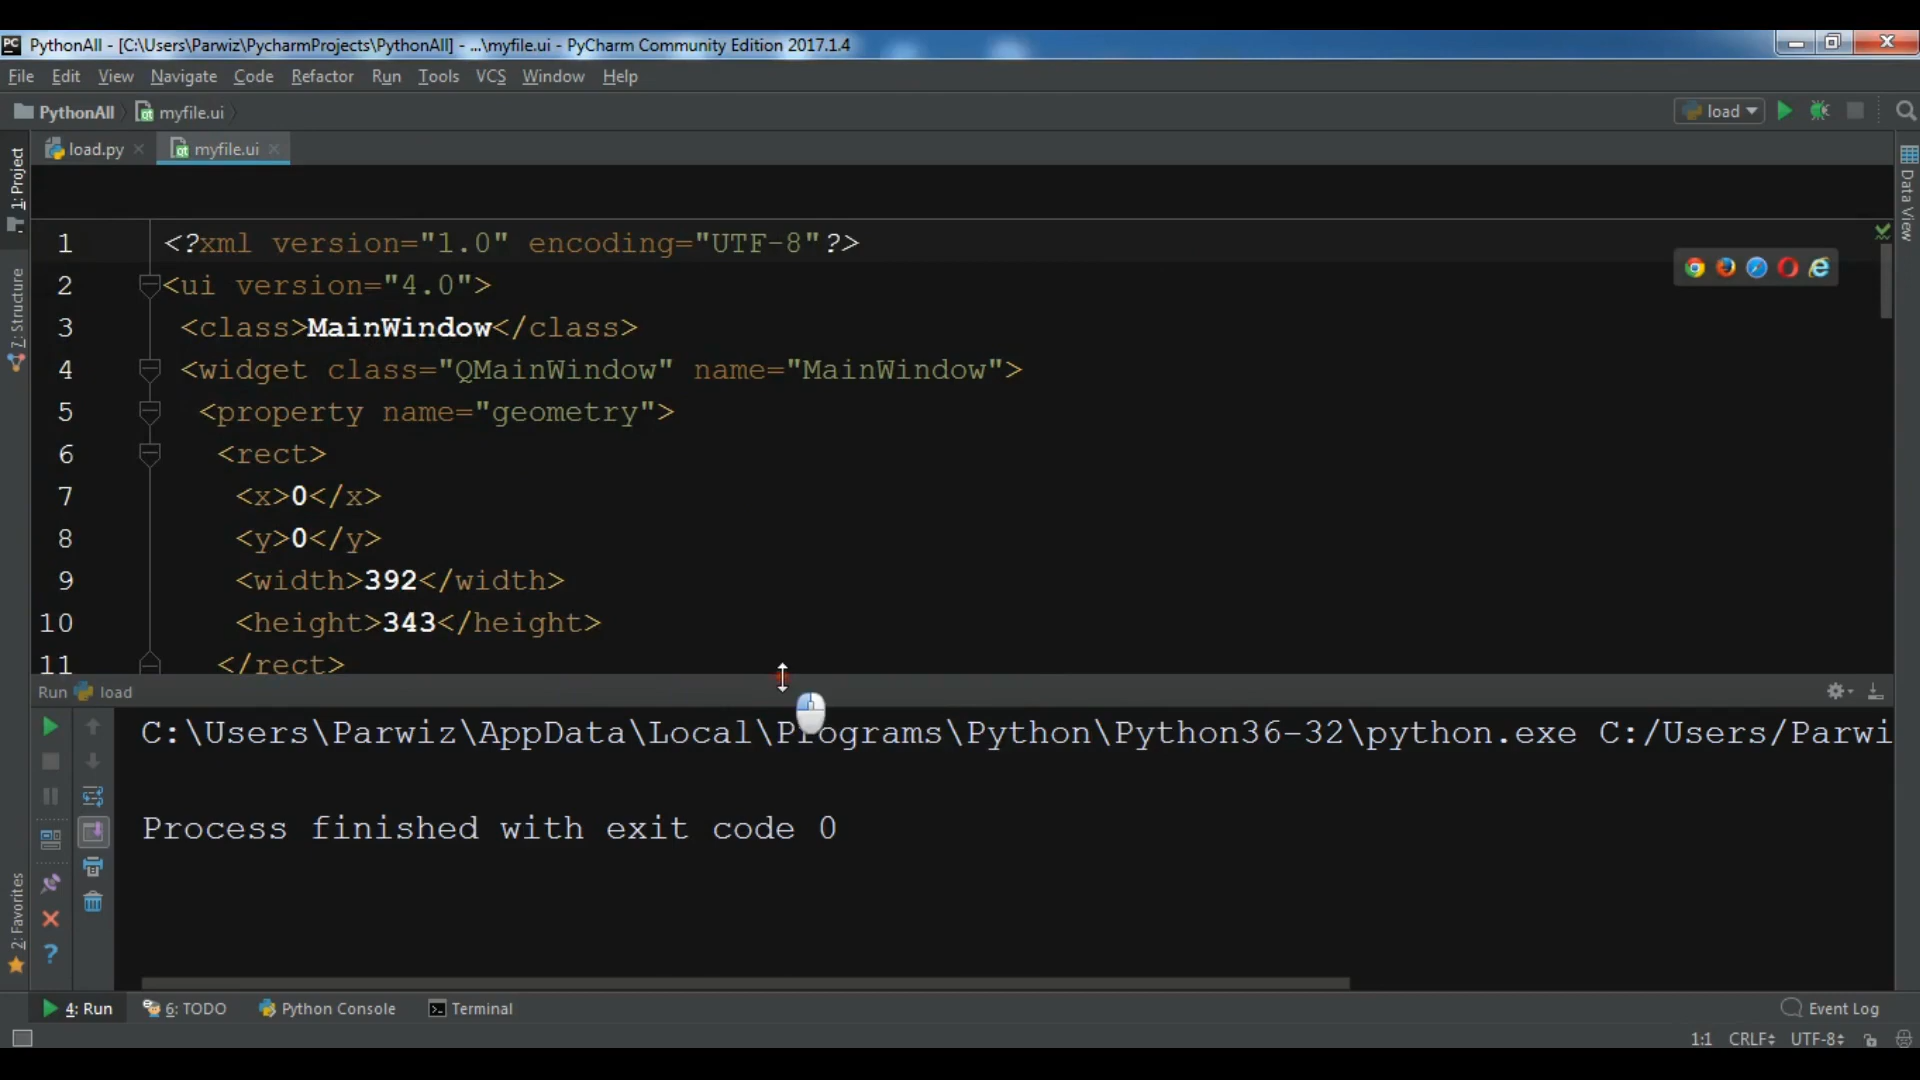 PythonAll - [C:\Users\Parwiz\PycharmProjects\PythonAll] - ...\myfile.ui - PyCharm Community Edition 2017.1.4
File Edit View Navigate Code Refactor Run Tools VCS Window Help
PythonAll myfile.ui load
load.py myfile.ui
1: Project
7: Structure
2: Favorites
Data View
1 <?xml version="1.0" encoding="UTF-8"?>
2 <ui version="4.0">
3 <class>MainWindow</class>
4 <widget class="QMainWindow" name="MainWindow">
5 <property name="geometry">
6 <rect>
7 <x>0</x>
8 <y>0</y>
9 <width>392</width>
10 <height>343</height>
11 </rect>
Run load
C:\Users\Parwiz\AppData\Local\Programs\Python\Python36-32\python.exe C:/Users/Parwi
Process finished with exit code 0
4: Run 6: TODO Python Console Terminal Event Log
1:1 CRLF UTF-8